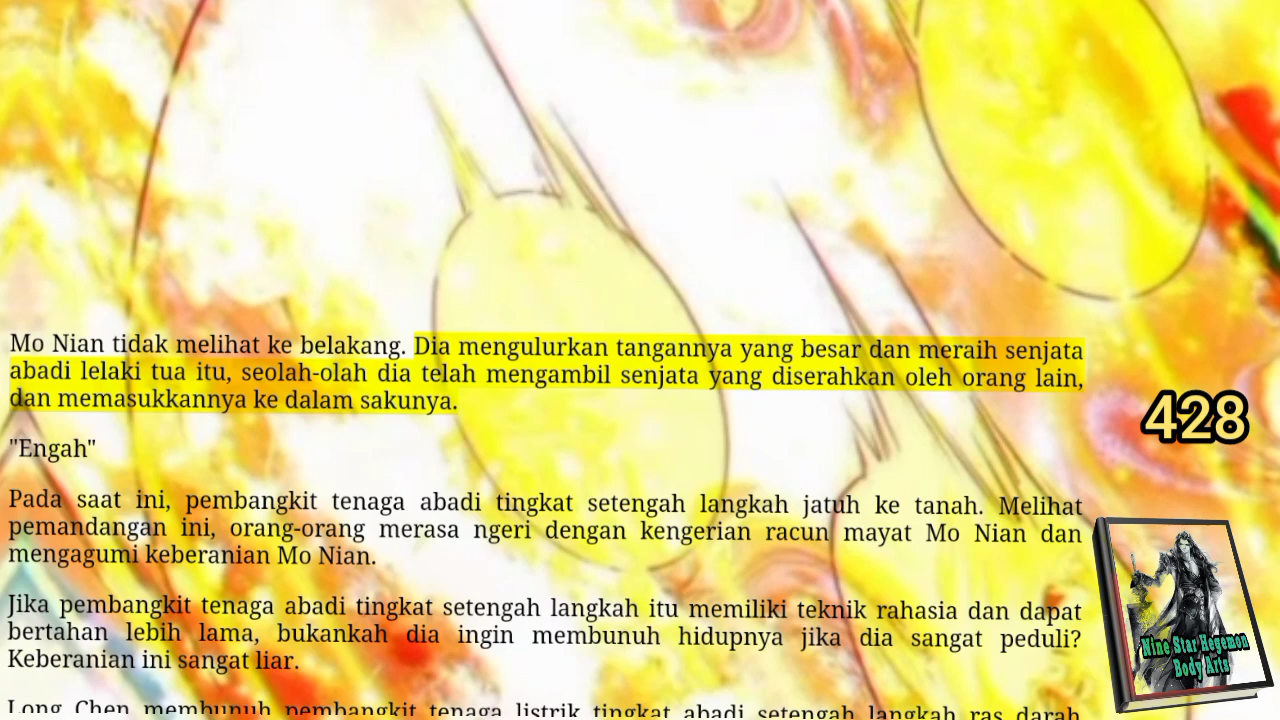 Mo Nian tidak melihat ke belakang. Dia mengulurkan tangannya yang besar dan meraih senjata
abadi lelaki tua itu, seolah-olah dia telah mengambil senjata yang diserahkan oleh orang lain,
dan memasukkannya ke dalam sakunya.
"Engah"
Pada saat ini, pembangkit tenaga abadi tingkat setengah langkah jatuh ke tanah. Melihat
pemandangan ini, orang-orang merasa ngeri dengan kengerian racun mayat Mo Nian dan
mengagumi keberanian Mo Nian.
Jika pembangkit tenaga abadi tingkat setengah langkah itu memiliki teknik rahasia dan dapat
bertahan lebih lama, bukankah dia ingin membunuh hidupnya jika dia sangat peduli?
Keberanian ini sangat liar.
Long Chen membunuh pembangkit tenaga listrik tingkat abadi setengah langkah ras darah
428
Nine Star Hegemon
Body Arts